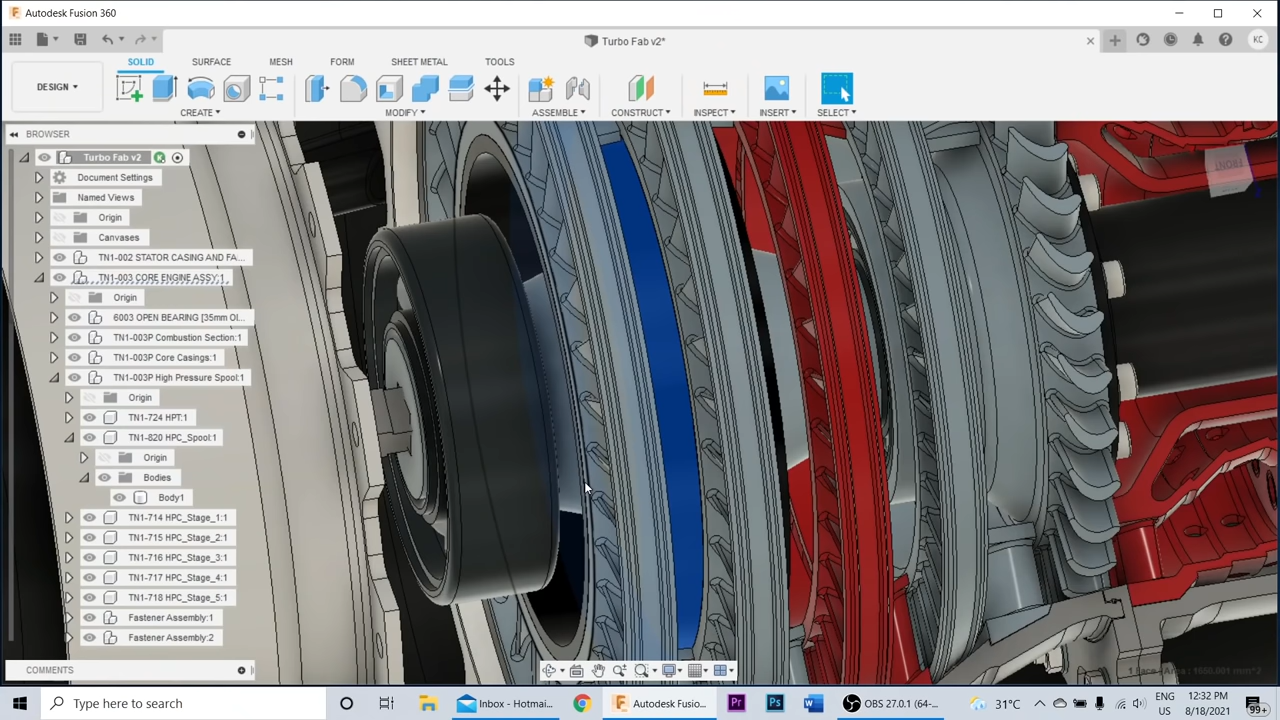 Autodesk Fusion 360
Turbo Fab v2*
KC
DESIGN
SOLID
SURFACE
MESH
FORM
SHEET METAL
TOOLS
CREATE
MODIFY
ASSEMBLE
CONSTRUCT
INSPECT
INSERT
SELECT
BROWSER
Turbo Fab v2
Document Settings
Named Views
Origin
Canvases
TN1-002 STATOR CASING AND FA...
TN1-003 CORE ENGINE ASSY:1
Origin
6003 OPEN BEARING [35mm OI...
TN1-003P Combustion Section:1
TN1-003P Core Casings:1
TN1-003P High Pressure Spool:1
Origin
TN1-724 HPT:1
TN1-820 HPC_Spool:1
Origin
Bodies
Body1
TN1-714 HPC_Stage_1:1
TN1-715 HPC_Stage_2:1
TN1-716 HPC_Stage_3:1
TN1-717 HPC_Stage_4:1
TN1-718 HPC_Stage_5:1
Fastener Assembly:1
Fastener Assembly:2
FRONT
COMMENTS
Type here to search
Inbox - Hotmai...
Autodesk Fusio...
OBS 27.0.1 (64-...
31°C
ENG
US
12:32 PM
8/18/2021
99+